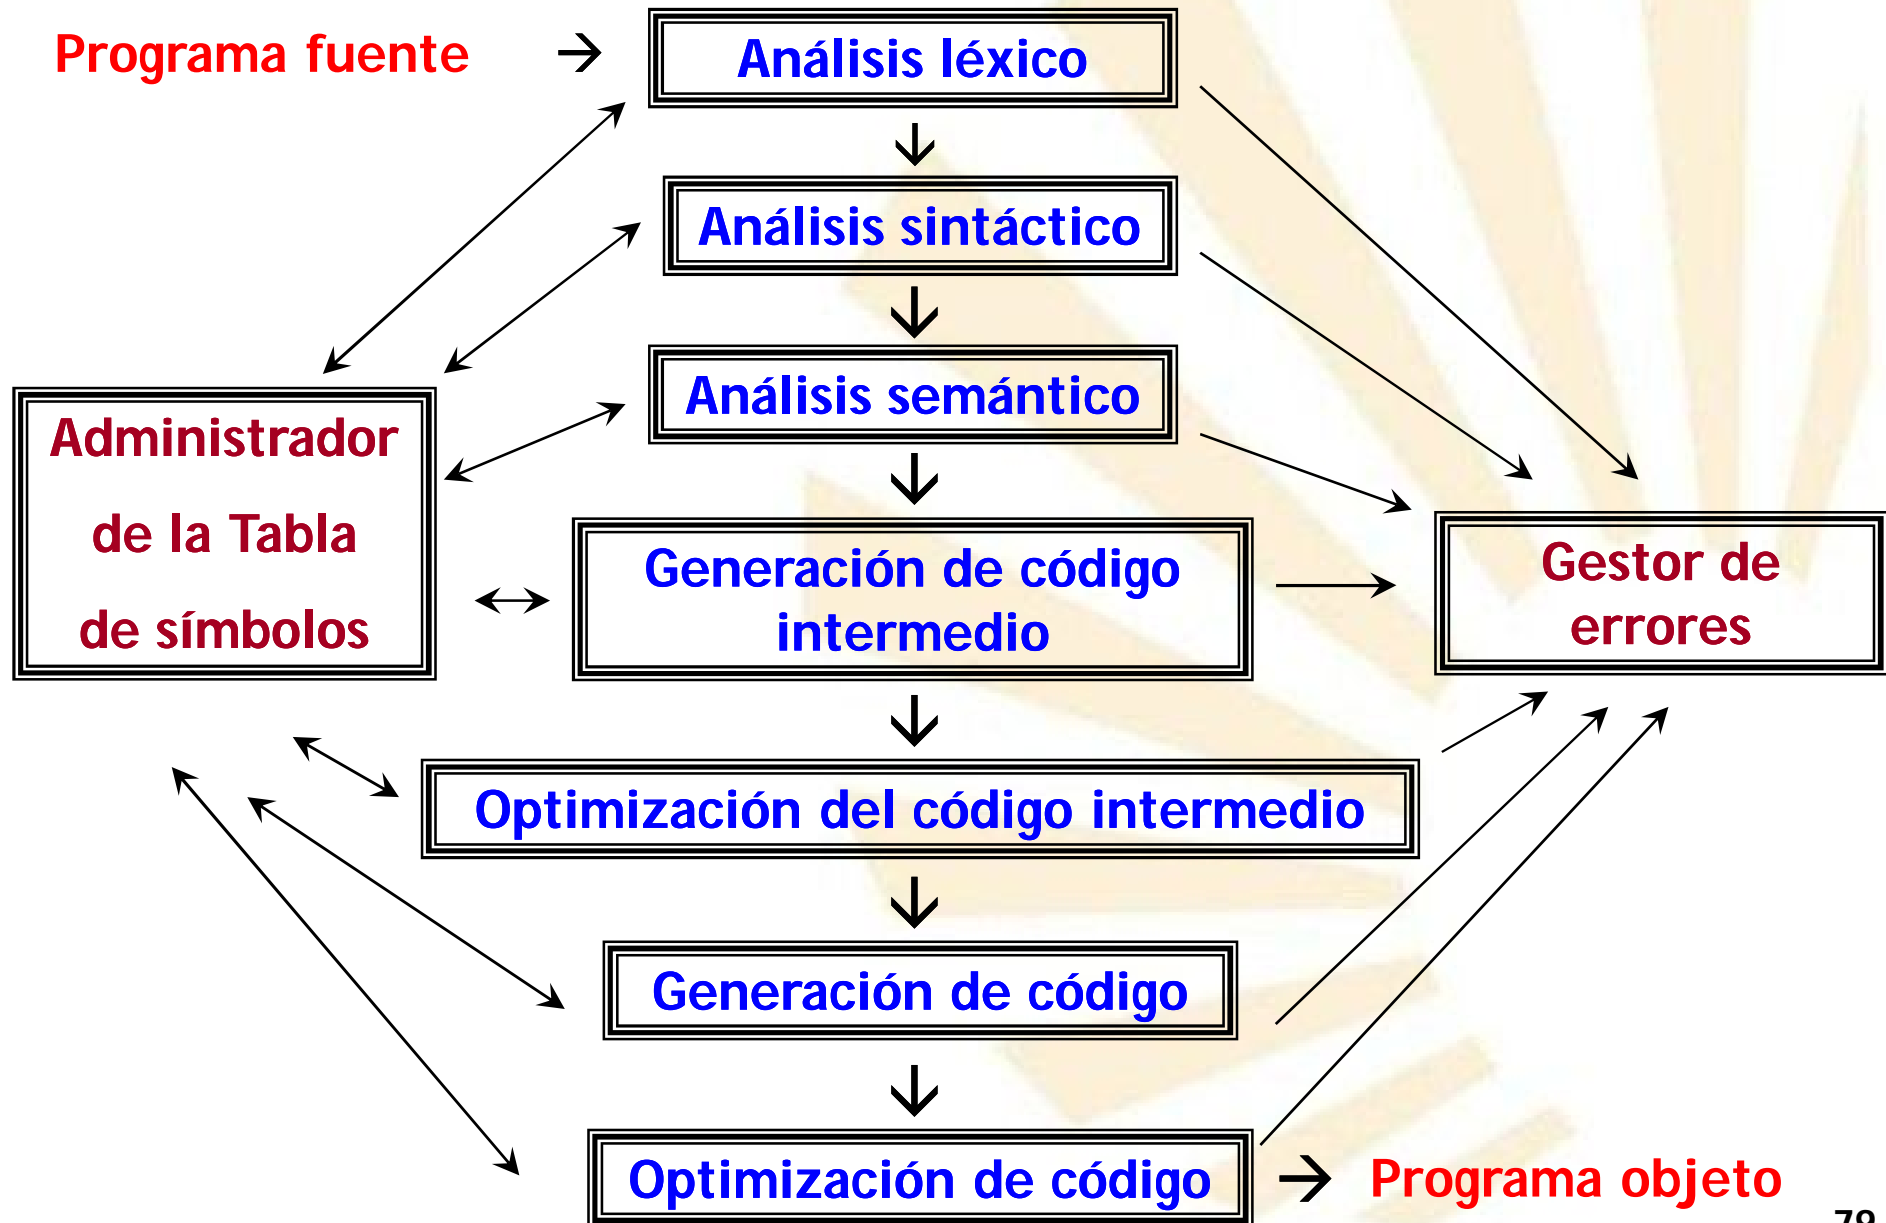 Programa fuente → Análisis léxico
Análisis sintáctico
Análisis semántico
Administrador
de la Tabla
de símbolos
Generación de código
intermedio
Gestor de
errores
Optimización del código intermedio
Generación de código
Optimización de código → Programa objeto